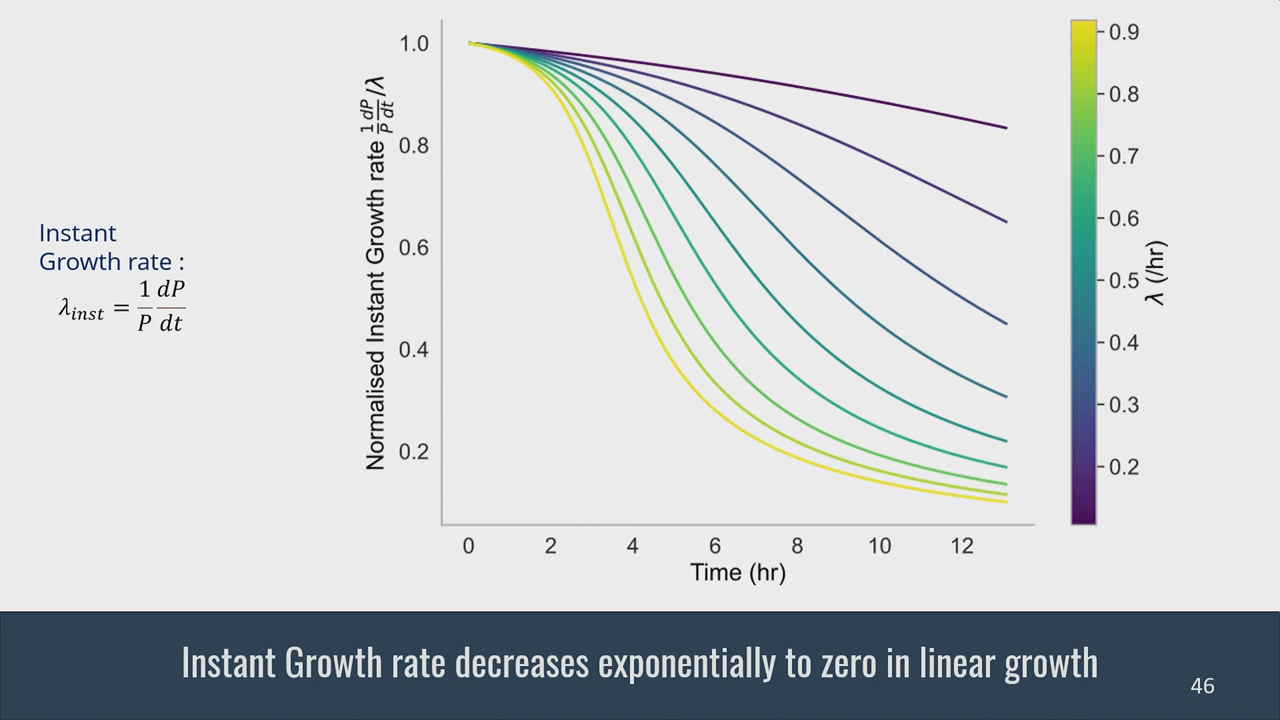 Instant
Growth rate :
λ_inst = 1/P dP/dt
Normalised Instant Growth rate 1/P dP/dt /λ
1.0
0.8
0.6
0.4
0.2
0 2 4 6 8 10 12
Time (hr)
0.9
0.8
0.7
0.6
0.5
0.4
0.3
0.2
λ (/hr)
Instant Growth rate decreases exponentially to zero in linear growth
46